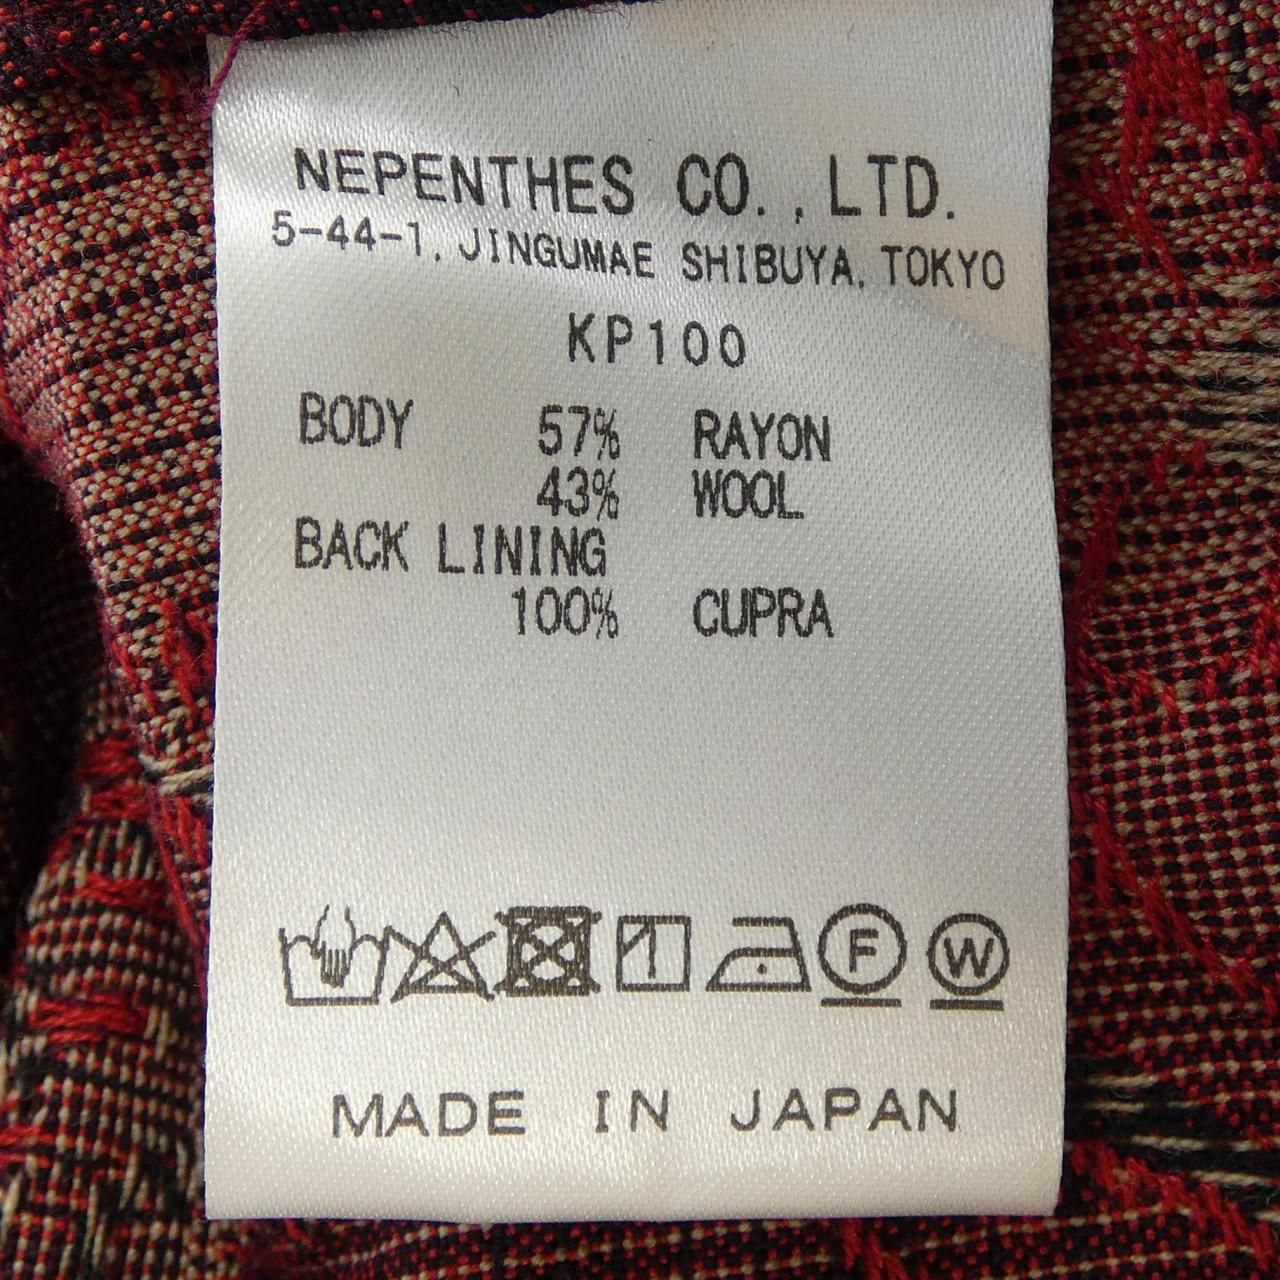 NEPENTHES CO., LTD.
5-44-1, JINGUMAE SHIBUYA, TOKYO
KP100
BODY 57% RAYON
43% WOOL
BACK LINING
100% CUPRA
F W
MADE IN JAPAN